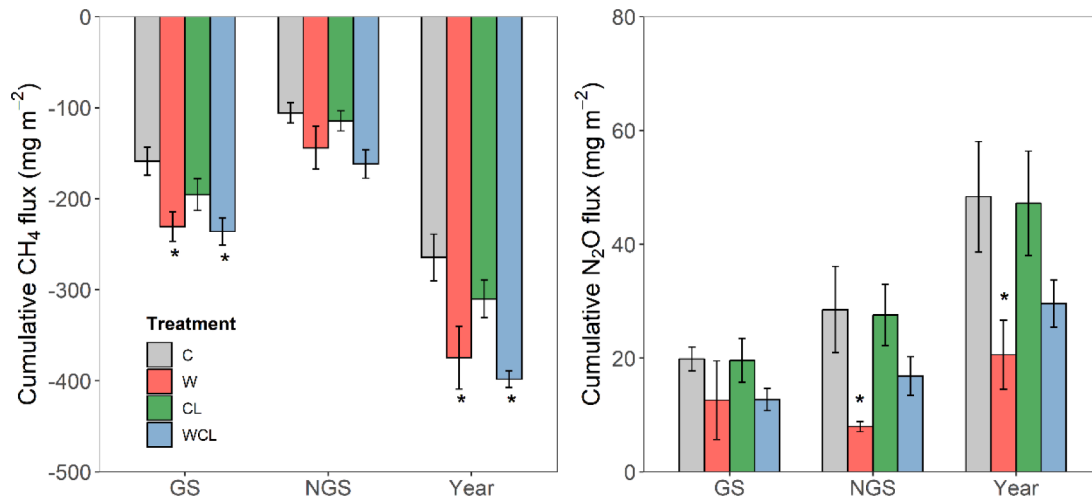 Cumulative CH₄ flux (mg m⁻²)
0
-100
-200
-300
-400
-500
* *
* *
Treatment
C
W
CL
WCL
GS NGS Year
Cumulative N₂O flux (mg m⁻²)
80
60
40
20
0
*
*
GS NGS Year